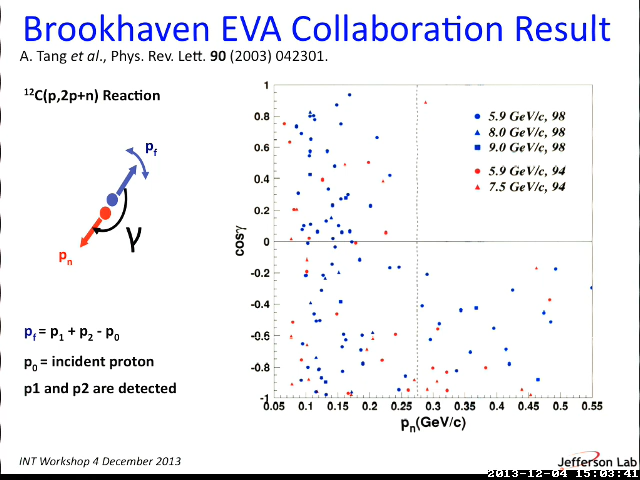 Brookhaven EVA Collaboration Result
A. Tang et al., Phys. Rev. Lett. 90 (2003) 042301.
¹²C(p,2p+n) Reaction
p_f
γ
p_n
p_f = p₁ + p₂ - p₀
p₀ = incident proton
p1 and p2 are detected
cosγ
1
0.8
0.6
0.4
0.2
0
-0.2
-0.4
-0.6
-0.8
-1
5.9 GeV/c, 98
8.0 GeV/c, 98
9.0 GeV/c, 98
5.9 GeV/c, 94
7.5 GeV/c, 94
0.05 0.1 0.15 0.2 0.25 0.3 0.35 0.4 0.45 0.5 0.55
p_n(GeV/c)
INT Workshop 4 December 2013
Jefferson Lab
2013-12-04 15:03:41